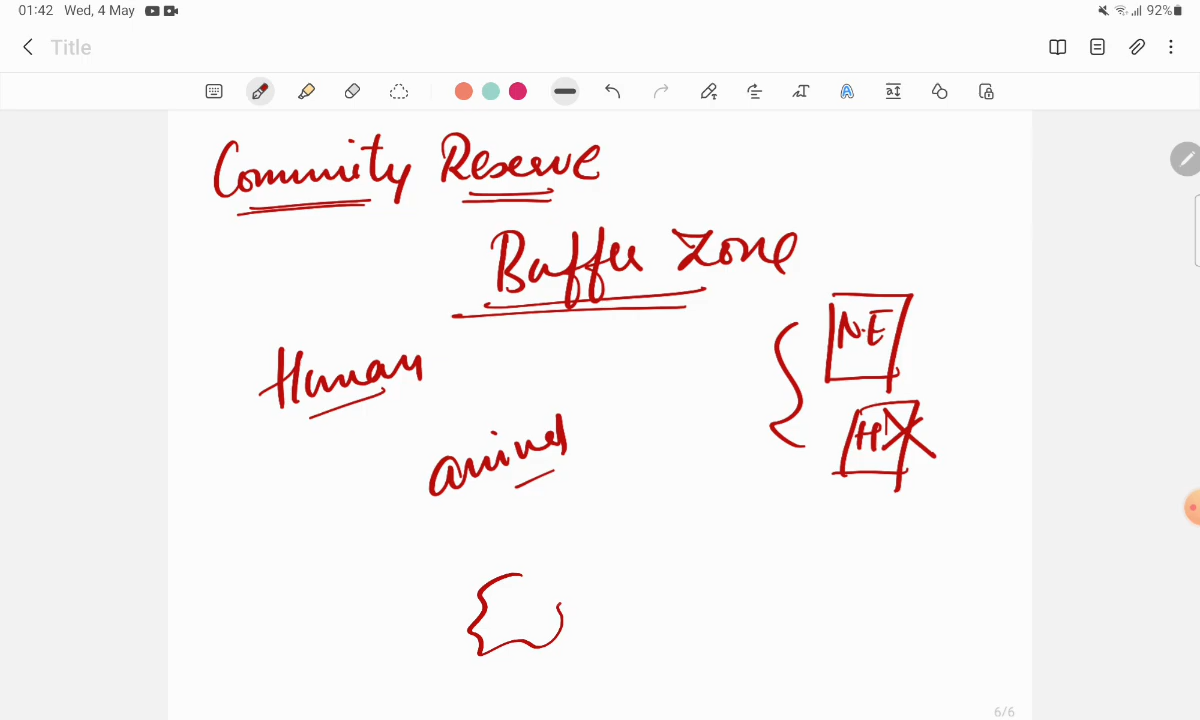 01:42 Wed, 4 May 92%
Title
Community Reserve
Buffer Zone
N.E
Human
animal
6/6